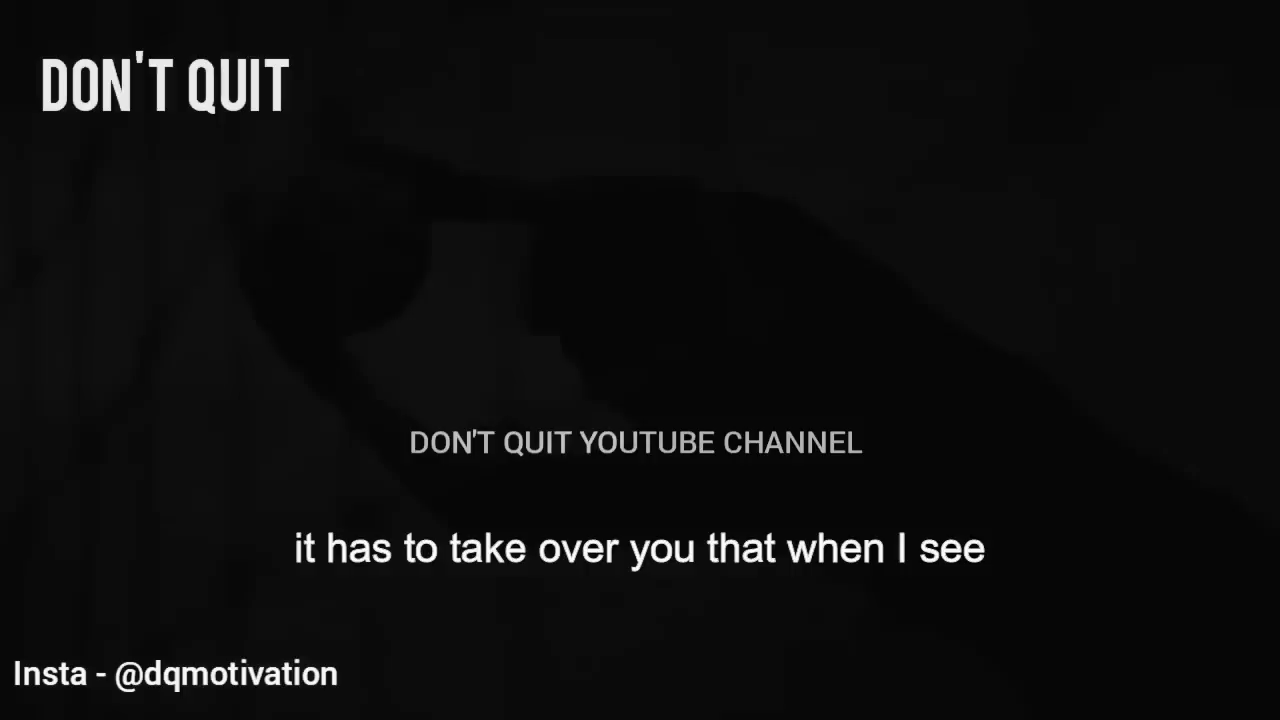 DON'T QUIT
DON'T QUIT YOUTUBE CHANNEL
it has to take over you that when I see
Insta - @dqmotivation